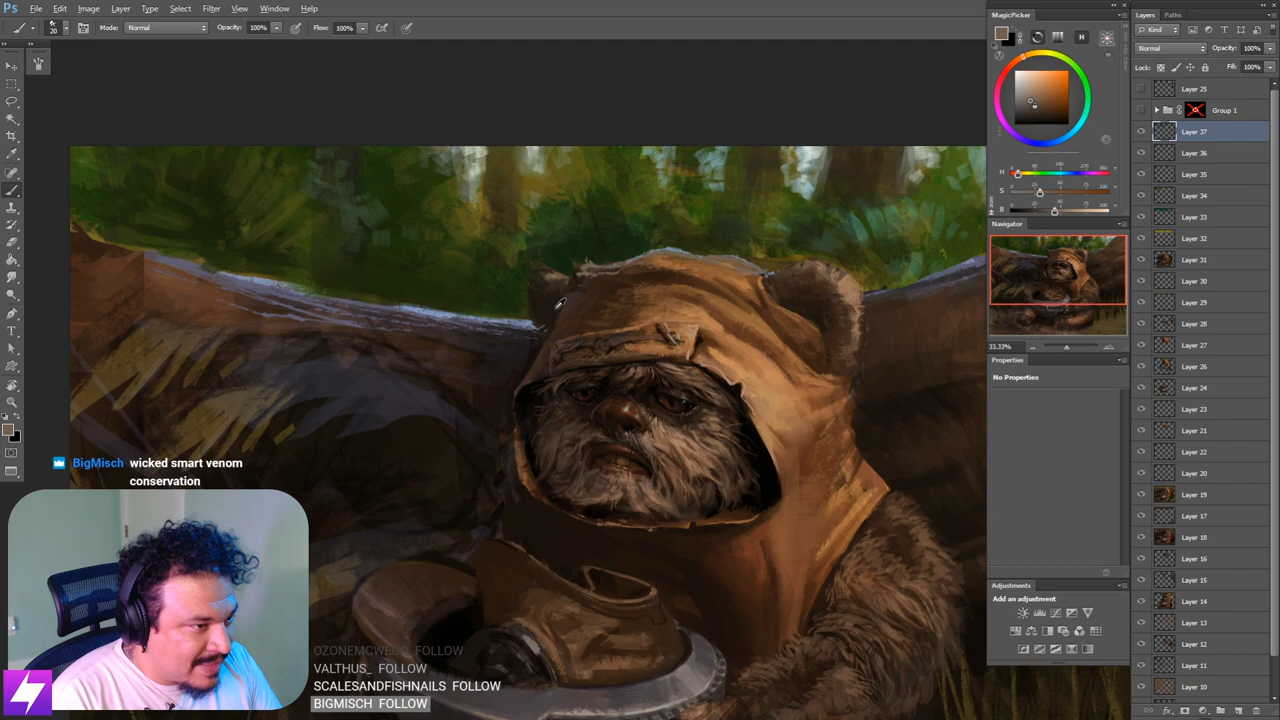 Ps File Edit Image Layer Type Select Filter View Window Help
20 Mode: Normal Opacity: 100% Flow: 100%
MagicPicker
H
H
S
B
Navigator
33.33%
Properties
No Properties
Adjustments
Add an adjustment
Layers Paths
Kind
Normal Opacity: 100%
Lock: Fill: 100%
Layer 25
Group 1
Layer 37
Layer 36
Layer 35
Layer 34
Layer 33
Layer 32
Layer 31
Layer 30
Layer 29
Layer 28
Layer 27
Layer 26
Layer 24
Layer 23
Layer 21
Layer 22
Layer 20
Layer 19
Layer 17
Layer 18
Layer 16
Layer 15
Layer 14
Layer 13
Layer 12
Layer 11
Layer 10
fx
BigMisch wicked smart venom
conservation
FOLLOW
VALTHUS_ FOLLOW
SCALESANDFISHNAILS FOLLOW
BIGMISCH FOLLOW